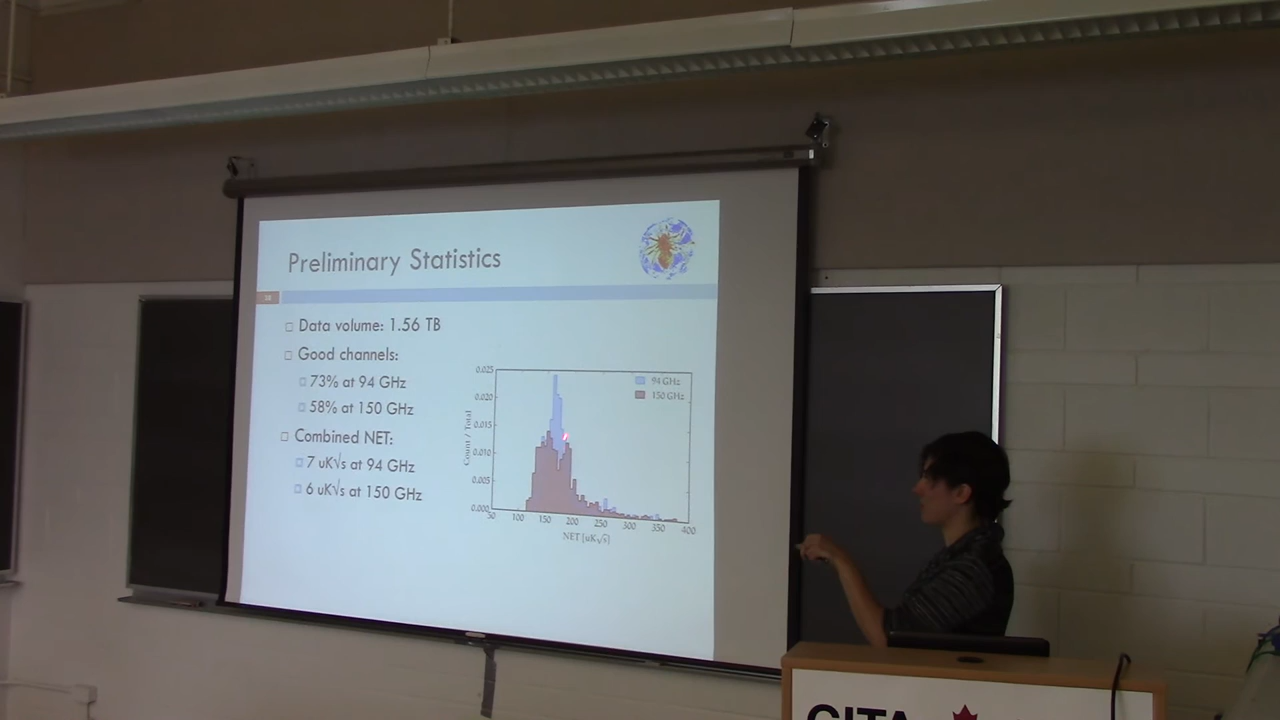 Preliminary Statistics
Data volume: 1.56 TB
Good channels:
73% at 94 GHz
58% at 150 GHz
Combined NET:
7 uK√s at 94 GHz
6 uK√s at 150 GHz
0.025
0.020
0.015
0.010
0.005
0.000
Count / Total
94 GHz
150 GHz
50 100 150 200 250 300 350 400
NET [uK√s]
CITA